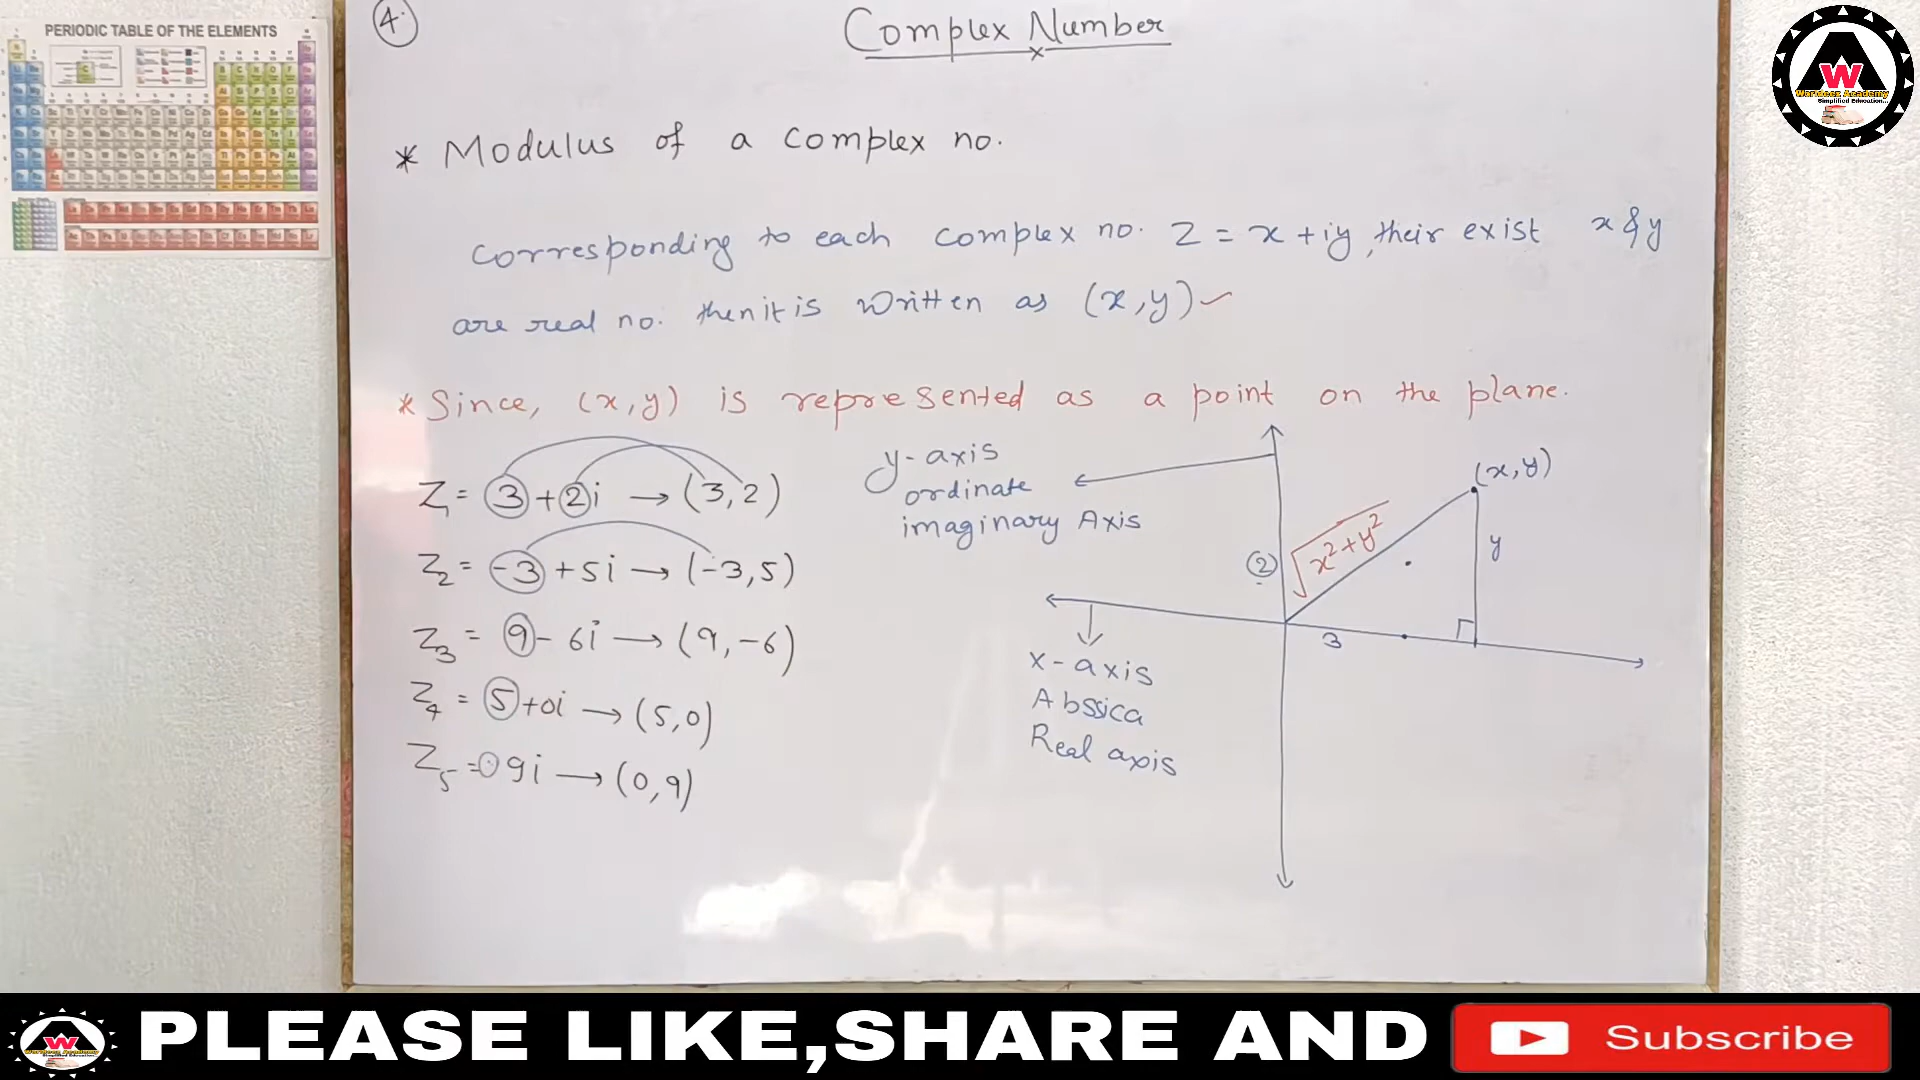 PERIODIC TABLE OF THE ELEMENTS
4.
Complex Number
W
Worldeex Academy
Simplified Education...
* Modulus of a complex no.
Corresponding to each complex no. Z = x + iy, their exist x & y
are real no. then it is written as (x, y)
* Since, (x, y) is represented as a point on the plane.
Z1 = 3 + 2i → (3, 2)
Z2 = -3 + 5i → (-3, 5)
Z3 = 9 - 6i → (9, -6)
Z4 = 5 + 0i → (5, 0)
Z5 = 0 9i → (0, 9)
y-axis
ordinate
imaginary Axis
(x, y)
√x²+y²
y
2
3
x-axis
Abssica
Real axis
PLEASE LIKE,SHARE AND
Subscribe